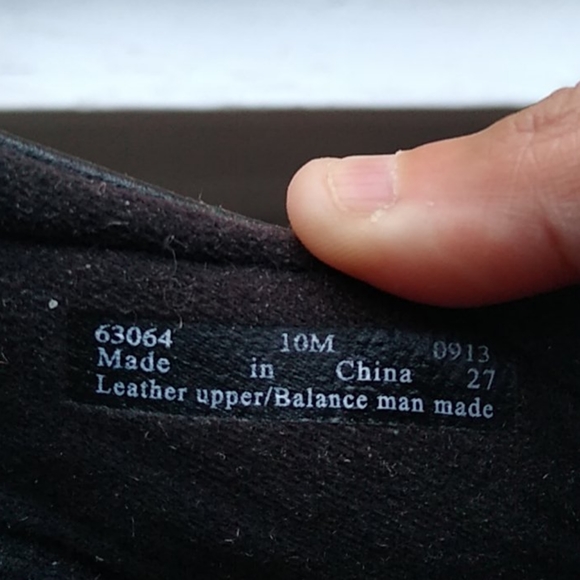 63064 10M 0913
Made in China 27
Leather upper/Balance man made